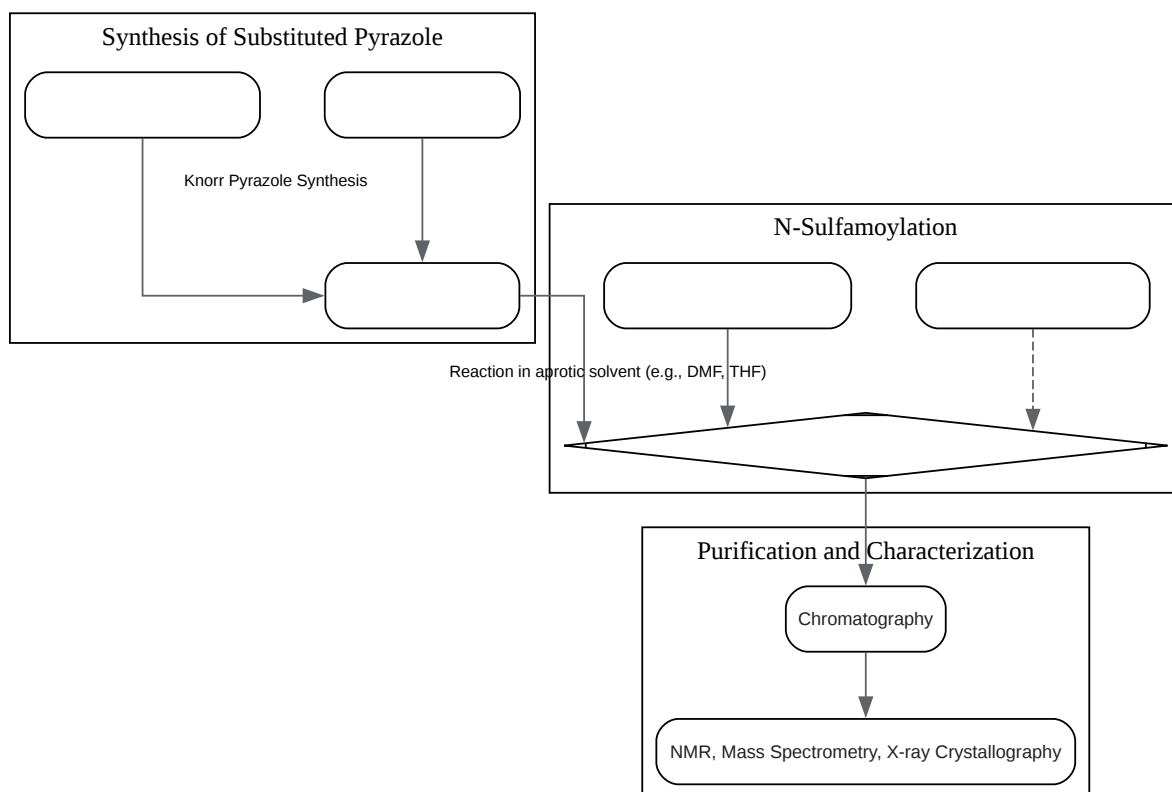 Synthesis of Substituted Pyrazole
Knorr Pyrazole Synthesis
N-Sulfamoylation
Reaction in aprotic solvent (e.g., DMF, THF)
Purification and Characterization
Chromatography
NMR, Mass Spectrometry, X-ray Crystallography